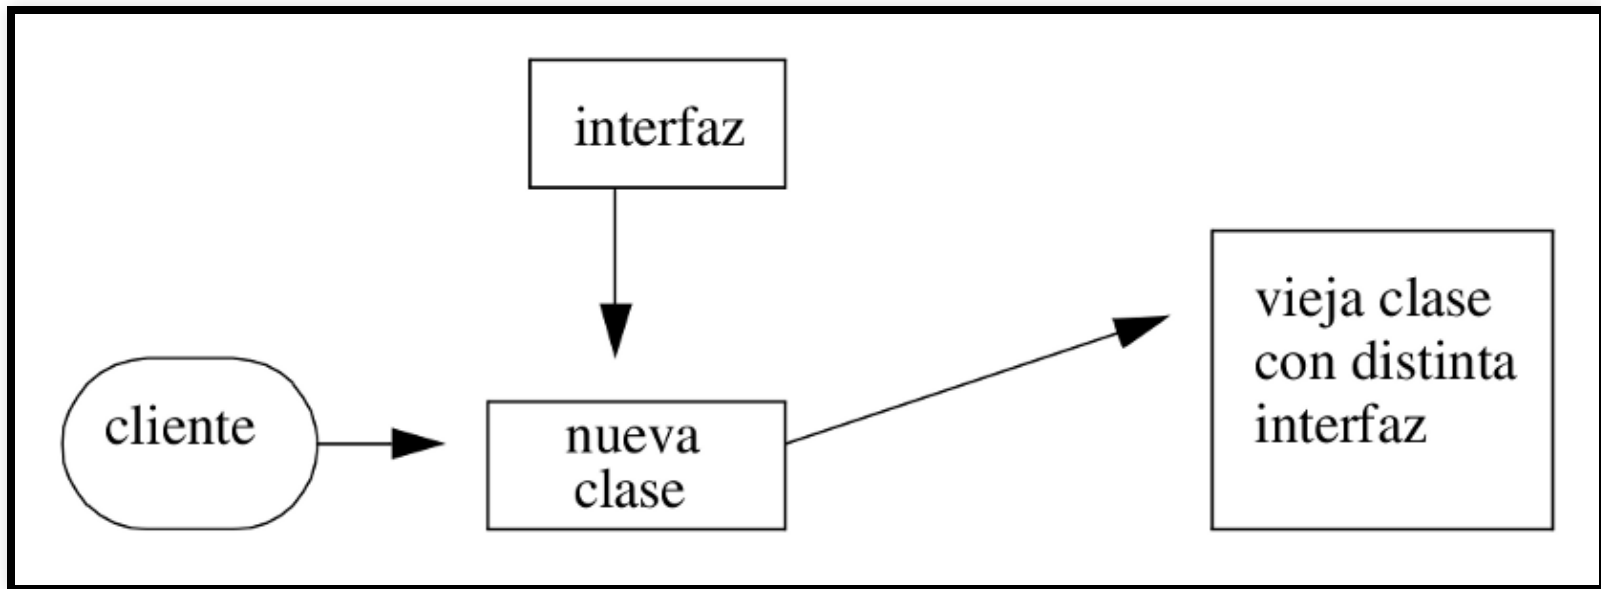 interfaz
cliente
nueva
clase
vieja clase
con distinta
interfaz